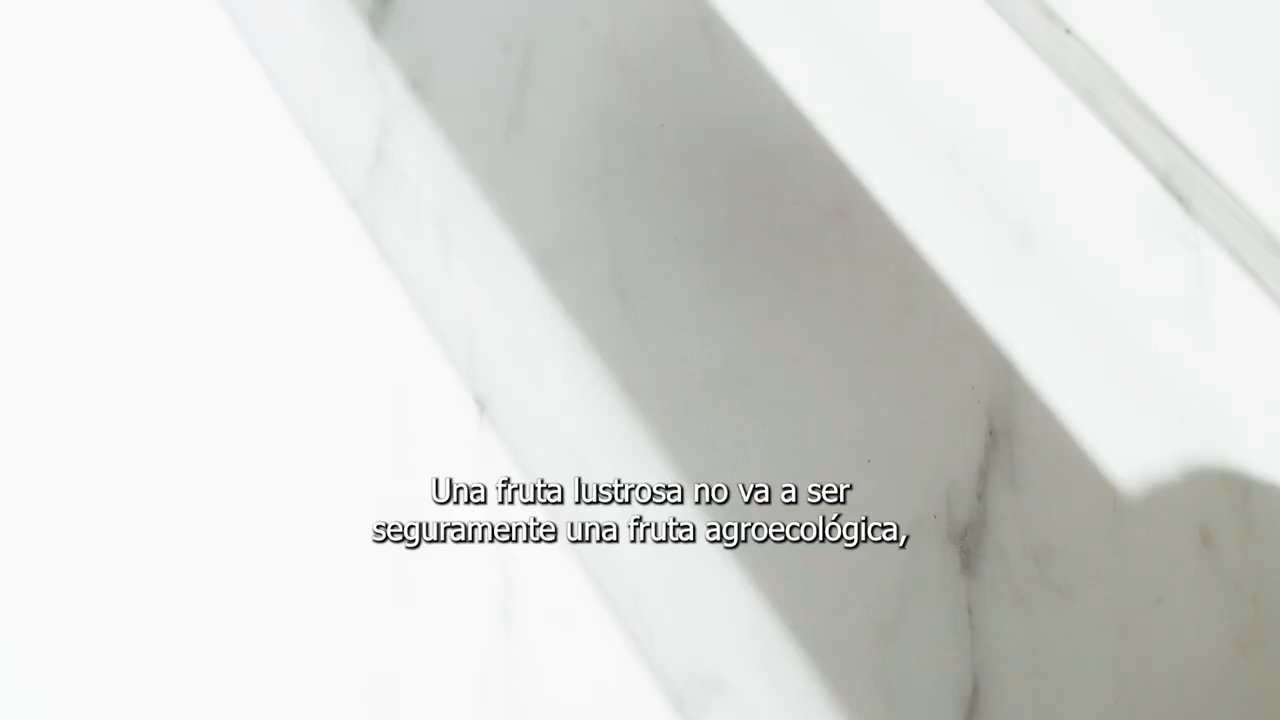 Una fruta lustrosa no va a ser
seguramente una fruta agroecológica,